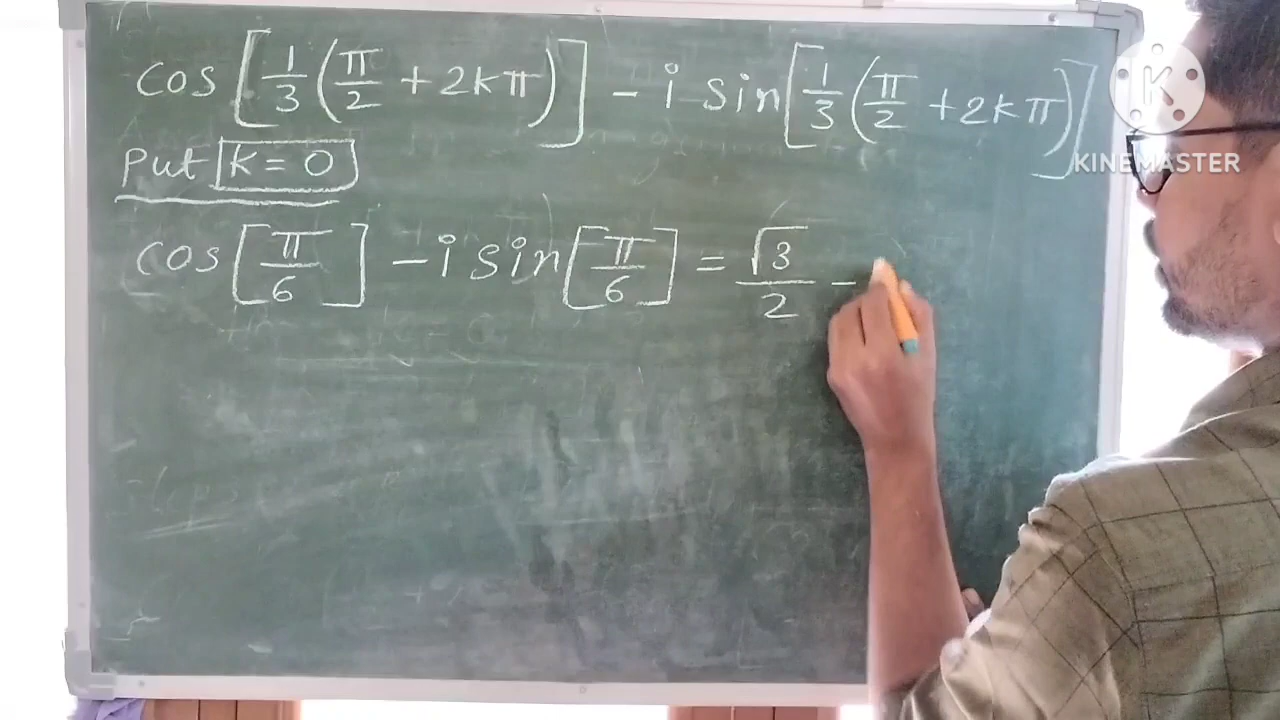 cos[1/3(π/2 + 2kπ)] - i sin[1/3(π/2 + 2kπ)]
K
KINEMASTER
Put k = 0
cos[π/6] - i sin[π/6] = √3/2 -